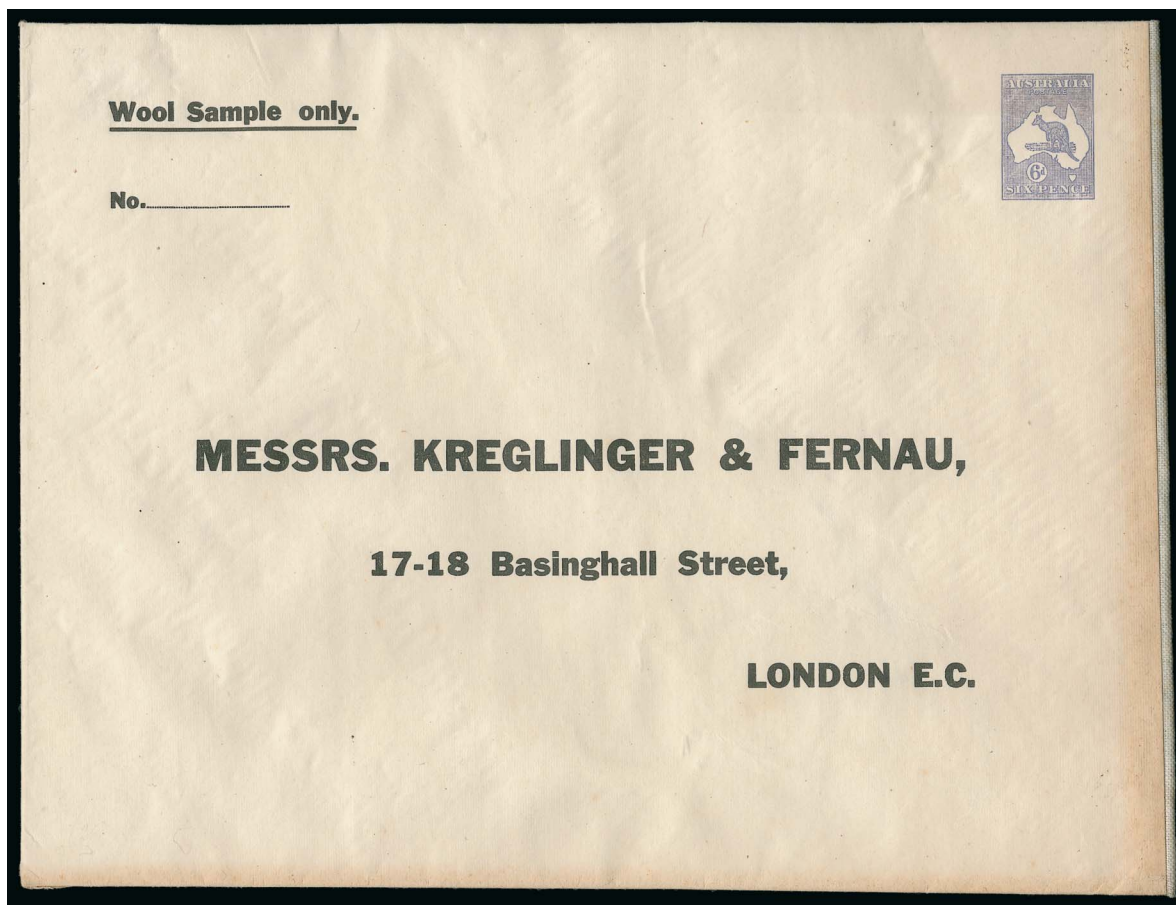 Wool Sample only.
AUSTRALIA
POSTAGE
6d
SIX PENCE
No.
MESSRS. KREGLINGER & FERNAU,
17-18 Basinghall Street,
LONDON E.C.